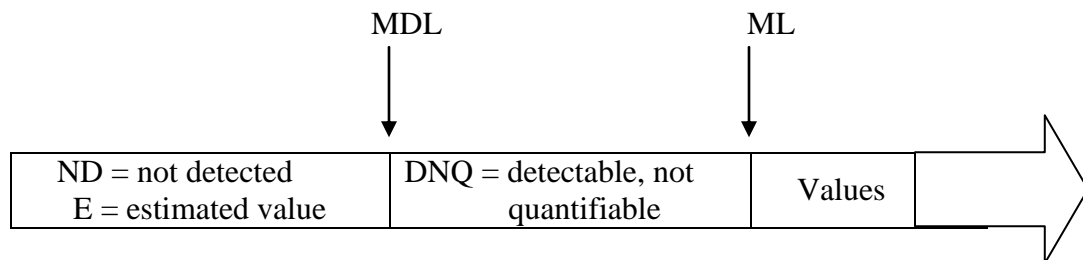 MDL
ML
ND = not detected
E = estimated value
DNQ = detectable, not
quantifiable
Values